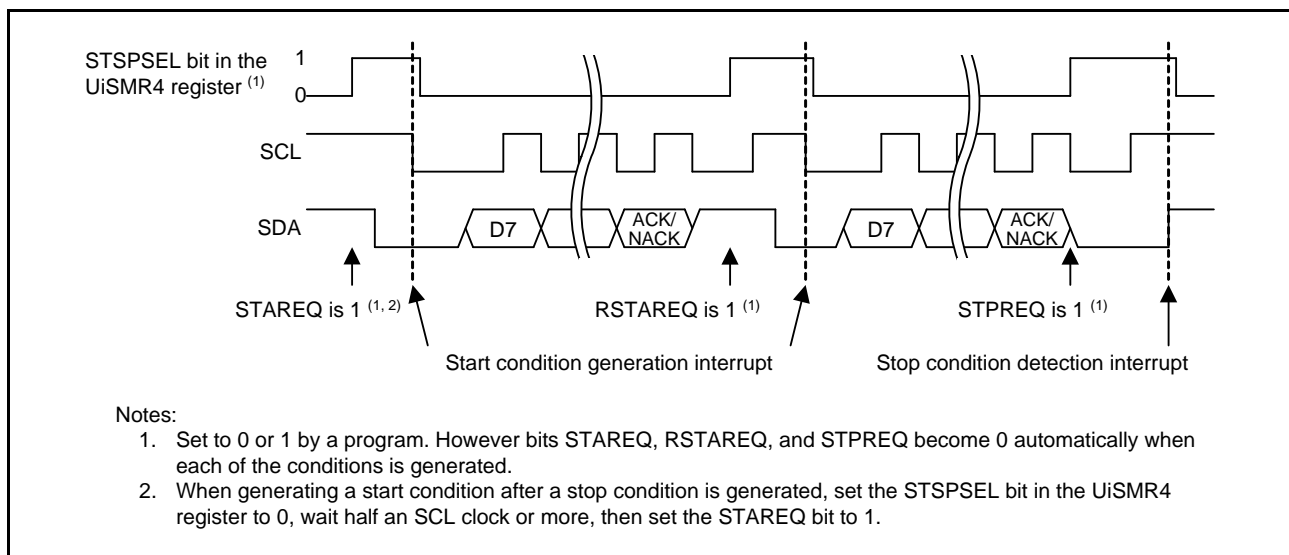 STSPSEL bit in the
UiSMR4 register (1)
1
0
SCL
SDA
D7
ACK/
NACK
D7
ACK/
NACK
STAREQ is 1 (1, 2)
RSTAREQ is 1 (1)
STPREQ is 1 (1)
Start condition generation interrupt
Stop condition detection interrupt
Notes:
1. Set to 0 or 1 by a program. However bits STAREQ, RSTAREQ, and STPREQ become 0 automatically when
each of the conditions is generated.
2. When generating a start condition after a stop condition is generated, set the STSPSEL bit in the UiSMR4
register to 0, wait half an SCL clock or more, then set the STAREQ bit to 1.